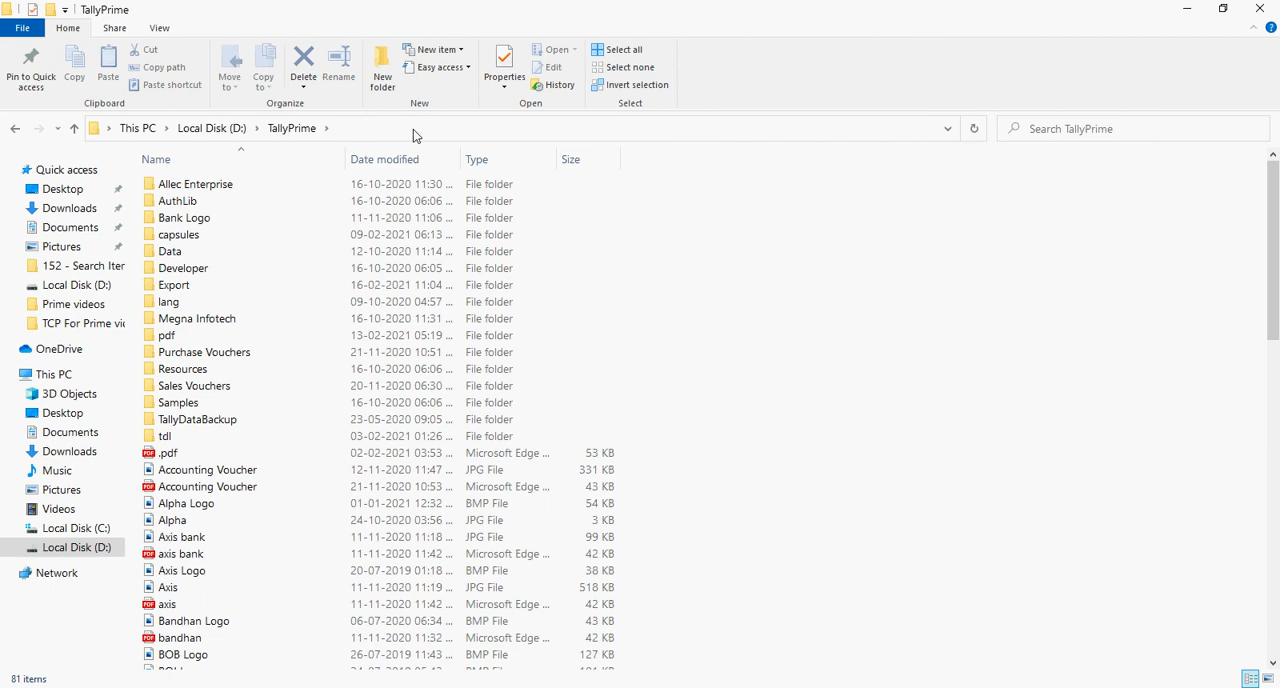 TallyPrime
File Home Share View
Pin to Quick access
Copy
Paste
Cut
Copy path
Paste shortcut
Clipboard
Move to
Copy to
Delete
Rename
Organize
New folder
New item
Easy access
New
Properties
Open
Edit
History
Open
Select all
Select none
Invert selection
Select
This PC Local Disk (D:) TallyPrime
Search TallyPrime
Quick access
Desktop
Downloads
Documents
Pictures
152 - Search Iter
Local Disk (D:)
Prime videos
TCP For Prime vi
OneDrive
This PC
3D Objects
Desktop
Documents
Downloads
Music
Pictures
Videos
Local Disk (C:)
Local Disk (D:)
Network
Name Date modified Type Size
Allec Enterprise 16-10-2020 11:30 ... File folder
AuthLib 16-10-2020 06:06 ... File folder
Bank Logo 11-11-2020 11:06 ... File folder
capsules 09-02-2021 06:13 ... File folder
Data 12-10-2020 11:14 ... File folder
Developer 16-10-2020 06:05 ... File folder
Export 16-02-2021 11:04 ... File folder
lang 09-10-2020 04:57 ... File folder
Megna Infotech 16-10-2020 11:31 ... File folder
pdf 13-02-2021 05:19 ... File folder
Purchase Vouchers 21-11-2020 10:51 ... File folder
Resources 16-10-2020 06:06 ... File folder
Sales Vouchers 20-11-2020 06:30 ... File folder
Samples 16-10-2020 06:06 ... File folder
TallyDataBackup 23-05-2020 09:05 ... File folder
tdl 03-02-2021 01:26 ... File folder
.pdf 02-02-2021 03:53 ... Microsoft Edge ... 53 KB
Accounting Voucher 12-11-2020 11:47 ... JPG File 331 KB
Accounting Voucher 21-11-2020 10:53 ... Microsoft Edge ... 43 KB
Alpha Logo 01-01-2021 12:32 ... BMP File 54 KB
Alpha 24-10-2020 03:56 ... JPG File 3 KB
Axis bank 11-11-2020 11:18 ... JPG File 99 KB
axis bank 11-11-2020 11:42 ... Microsoft Edge ... 42 KB
Axis Logo 20-07-2019 01:18 ... BMP File 38 KB
Axis 11-11-2020 11:19 ... JPG File 518 KB
axis 11-11-2020 11:42 ... Microsoft Edge ... 42 KB
Bandhan Logo 06-07-2020 06:34 ... BMP File 43 KB
bandhan 11-11-2020 11:32 ... Microsoft Edge ... 42 KB
BOB Logo 26-07-2019 11:43 ... BMP File 127 KB
81 items